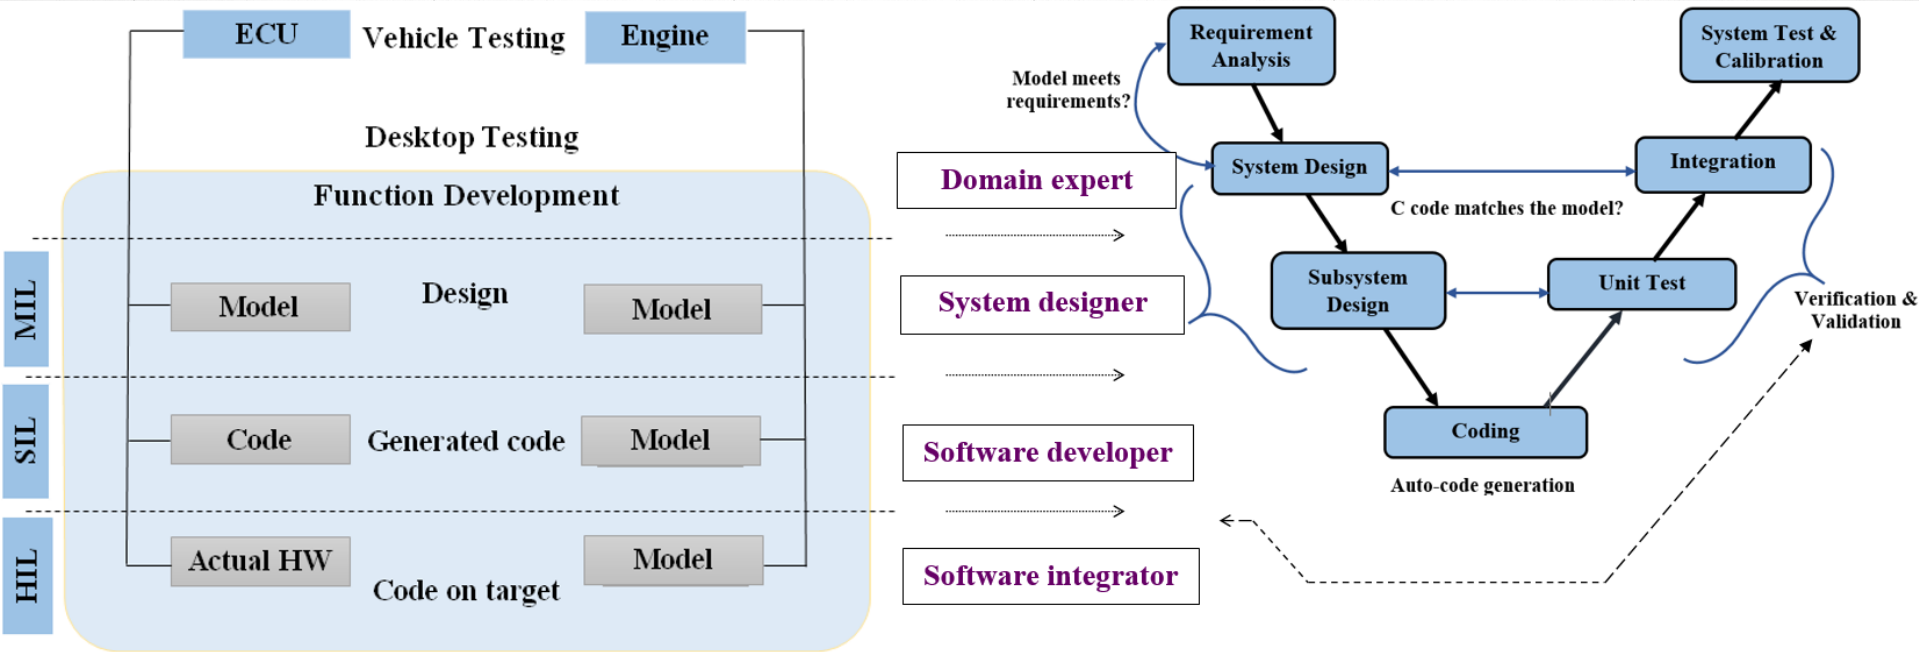 ECU
Vehicle Testing
Engine
Desktop Testing
Function Development
MIL
Model
Design
Model
SIL
Code
Generated code
Model
HIL
Actual HW
Code on target
Model
Domain expert
System designer
Software developer
Software integrator
Requirement
Analysis
System Test &
Calibration
Model meets
requirements?
System Design
Integration
C code matches the model?
Subsystem
Design
Unit Test
Verification &
Validation
Coding
Auto-code generation